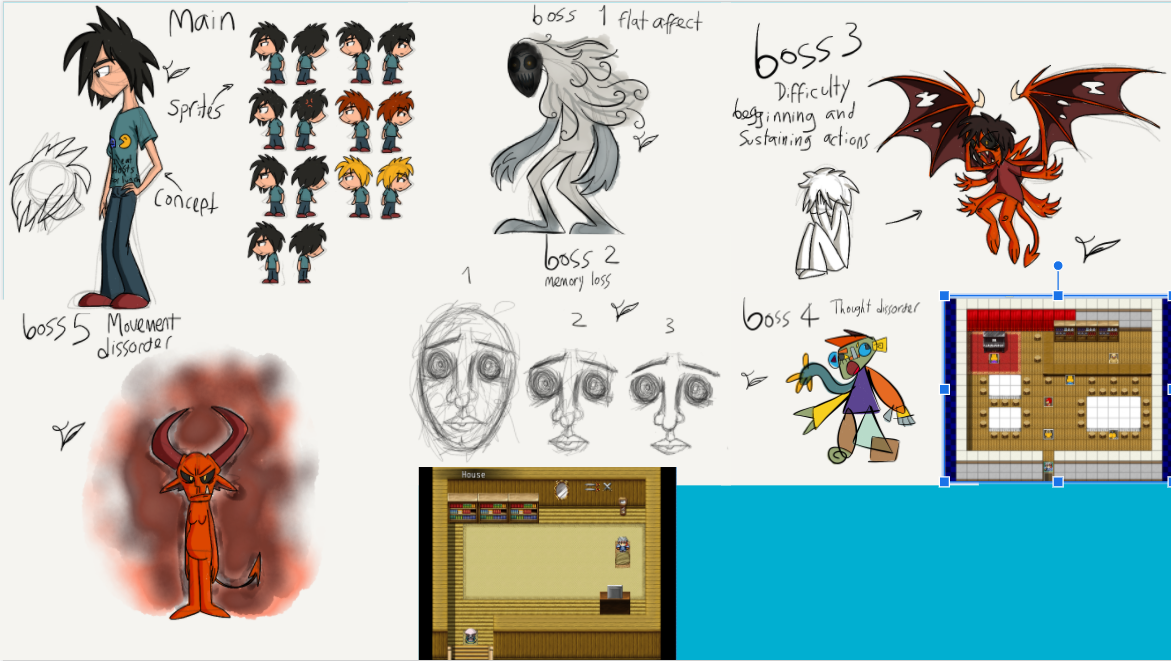 Main
Sprites
Concept
boss 1 flat affect
boss 2
memory loss
1
2
3
boss 3
Difficulty
beginning and
Sustaining actions
boss 4 Thought dissorder
boss 5 Movement
dissorder
House